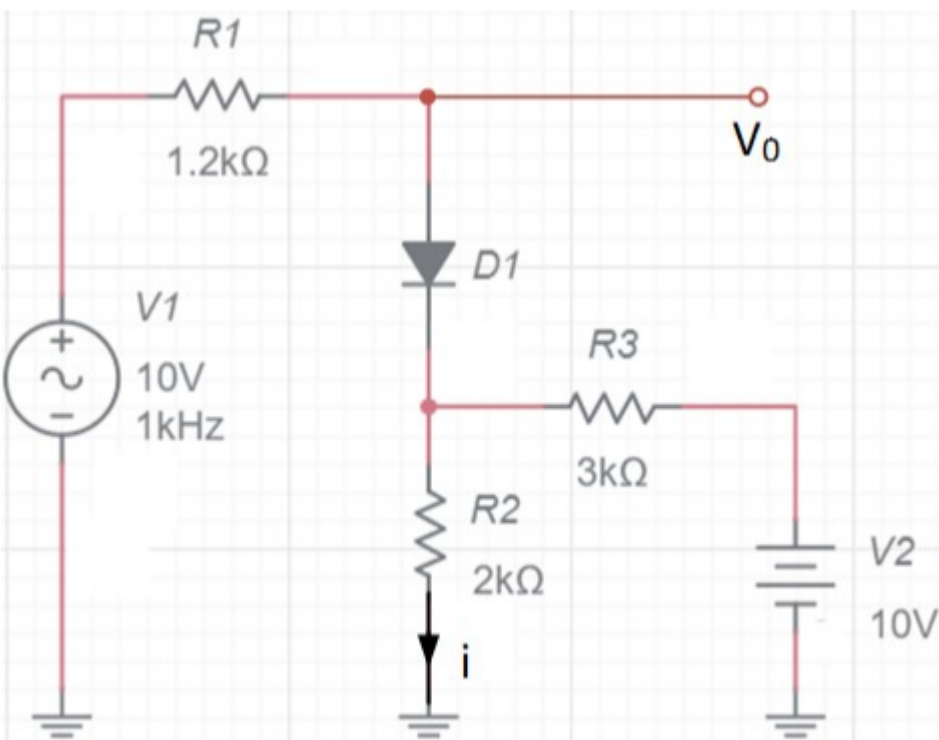 R1
1.2kΩ
V₀
D1
V1
+
10V
−
1kHz
R3
3kΩ
R2
2kΩ
V2
10V
i